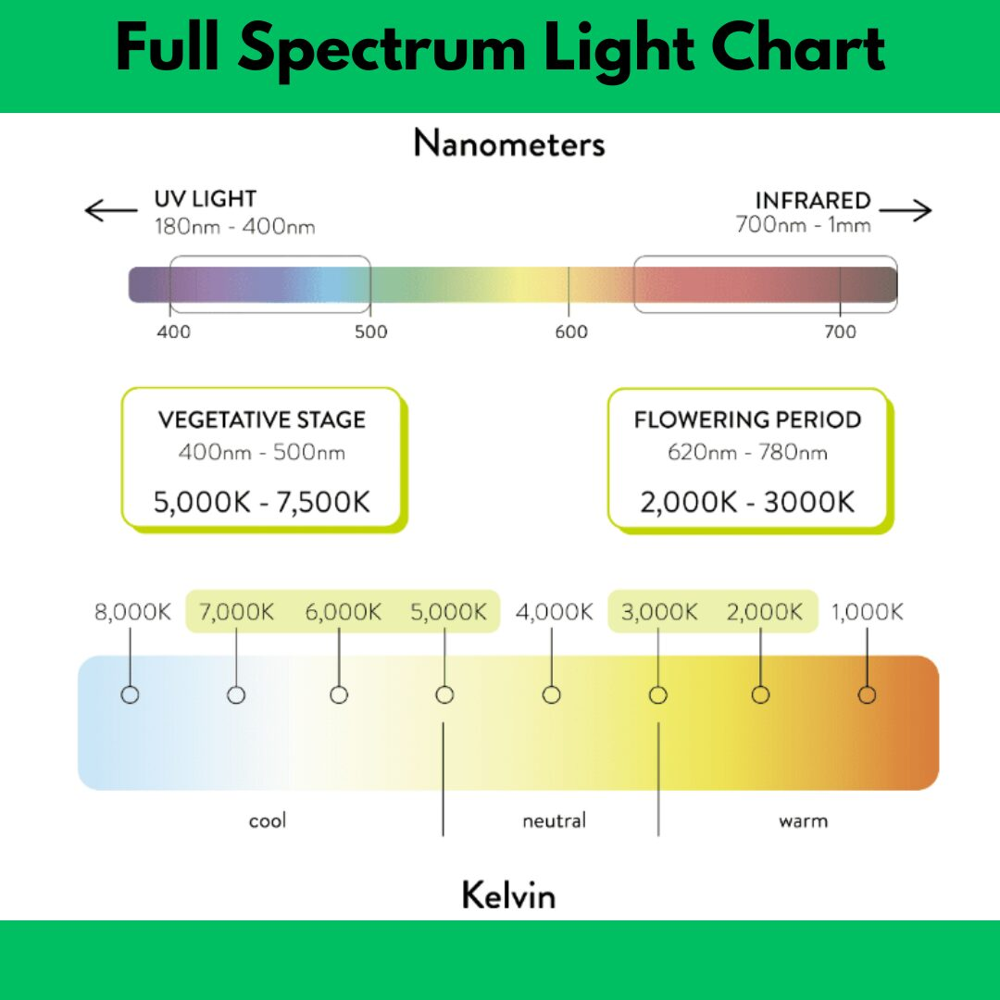 Full Spectrum Light Chart
Nanometers
UV LIGHT
180nm - 400nm
INFRARED
700nm - 1mm
400
500
600
700
VEGETATIVE STAGE
400nm - 500nm
5,000K - 7,500K
FLOWERING PERIOD
620nm - 780nm
2,000K - 3000K
8,000K 7,000K 6,000K 5,000K 4,000K 3,000K 2,000K 1,000K
cool
neutral
warm
Kelvin